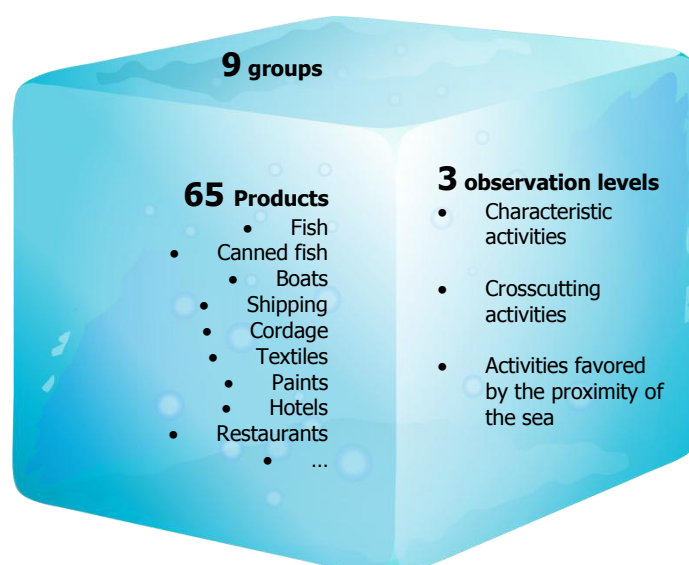 9 groups
65 Products
• Fish
• Canned fish
• Boats
• Shipping
• Cordage
• Textiles
• Paints
• Hotels
• Restaurants
• ...
3 observation levels
• Characteristic
activities
• Crosscutting
activities
• Activities favored
by the proximity of
the sea